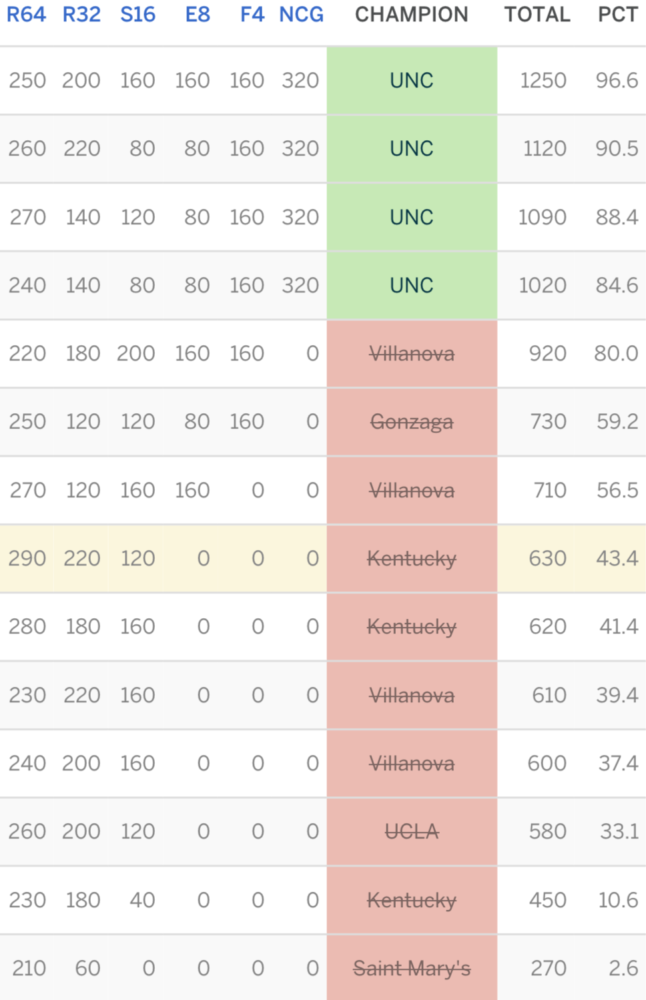 R64 R32 S16 E8 F4 NCG CHAMPION TOTAL PCT
250 200 160 160 160 320 UNC 1250 96.6
260 220 80 80 160 320 UNC 1120 90.5
270 140 120 80 160 320 UNC 1090 88.4
240 140 80 80 160 320 UNC 1020 84.6
220 180 200 160 160 0 Villanova 920 80.0
250 120 120 80 160 0 Gonzaga 730 59.2
270 120 160 160 0 0 Villanova 710 56.5
290 220 120 0 0 0 Kentucky 630 43.4
280 180 160 0 0 0 Kentucky 620 41.4
230 220 160 0 0 0 Villanova 610 39.4
240 200 160 0 0 0 Villanova 600 37.4
260 200 120 0 0 0 UCLA 580 33.1
230 180 40 0 0 0 Kentucky 450 10.6
210 60 0 0 0 0 Saint Mary's 270 2.6